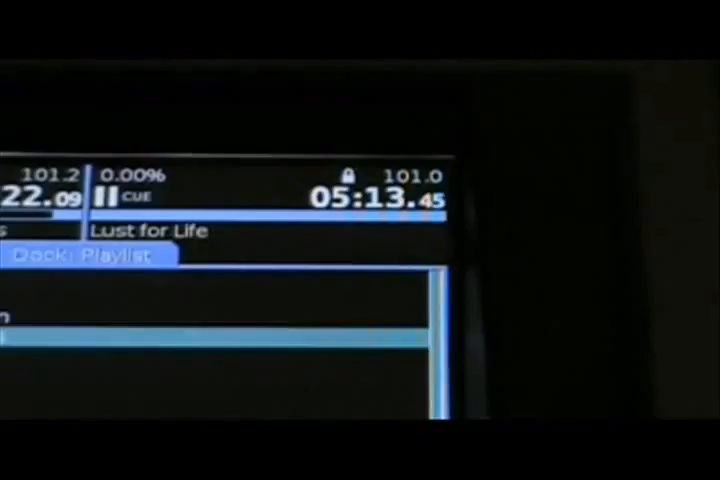 101.2 0.00% 101.0
22.09 CUE 05:13.45
s Lust for Life
Dock: Playlist
n